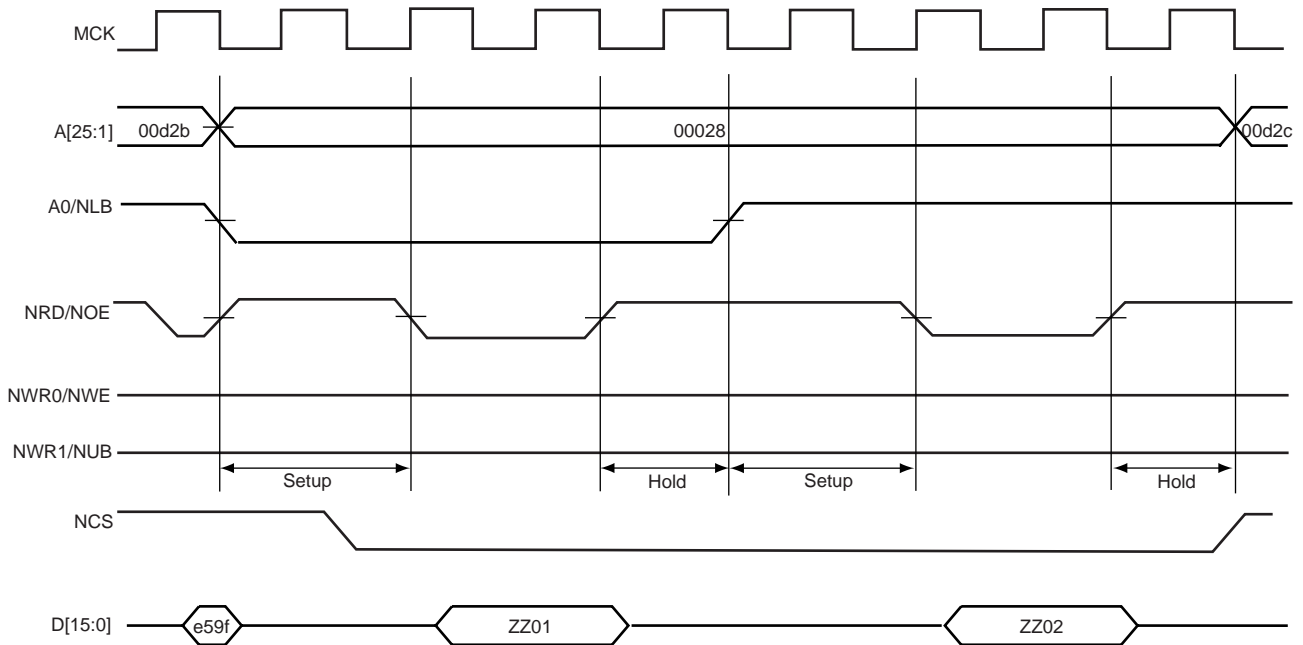 MCK
A[25:1] 00d2b 00028 00d2c
A0/NLB
NRD/NOE
NWR0/NWE
NWR1/NUB
Setup Hold Setup Hold
NCS
D[15:0] e59f ZZ01 ZZ02